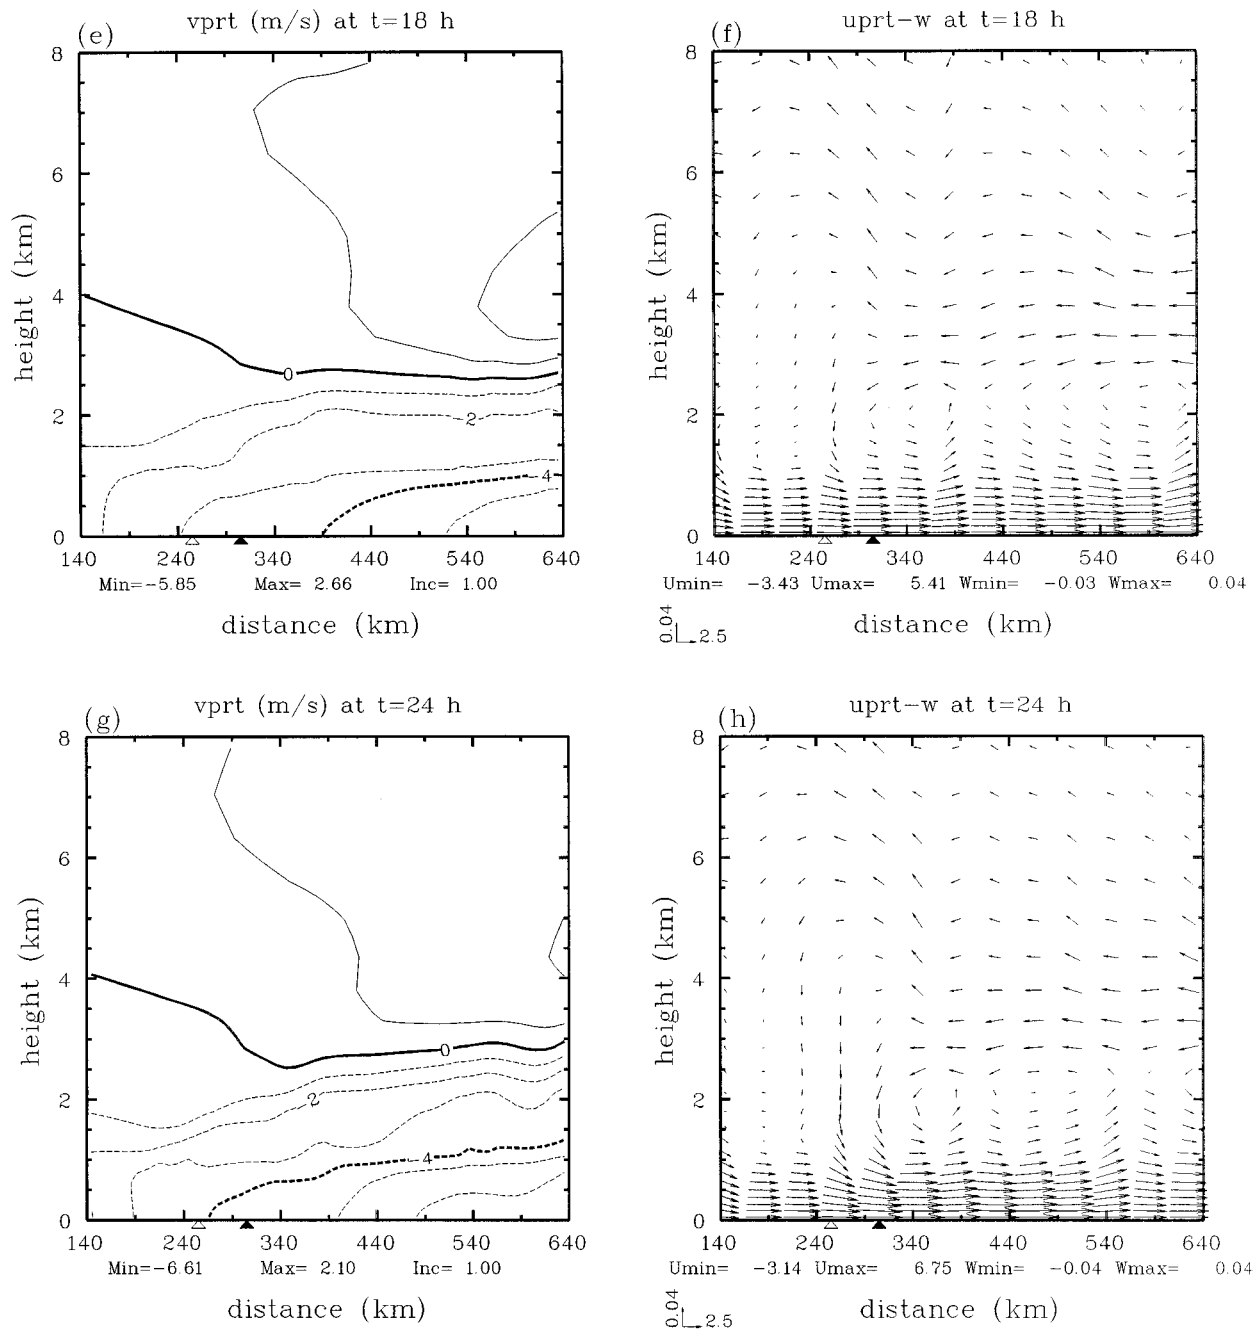 (e) vprt (m/s) at t=18 h
8
6
4
2
0
height (km)
0
2
4
140 240 340 440 540 640
Min=-5.85 Max= 2.66 Inc= 1.00
distance (km)
(f) uprt-w at t=18 h
8
6
4
2
0
height (km)
140 240 340 440 540 640
Umin= -3.43 Umax= 5.41 Wmin= -0.03 Wmax= 0.04
0.04
2.5
distance (km)
(g) vprt (m/s) at t=24 h
8
6
4
2
0
height (km)
0
-2
-4
140 240 340 440 540 640
Min=-6.61 Max= 2.10 Inc= 1.00
distance (km)
(h) uprt-w at t=24 h
8
6
4
2
0
height (km)
140 240 340 440 540 640
Umin= -3.14 Umax= 6.75 Wmin= -0.04 Wmax= 0.04
0.04
2.5
distance (km)